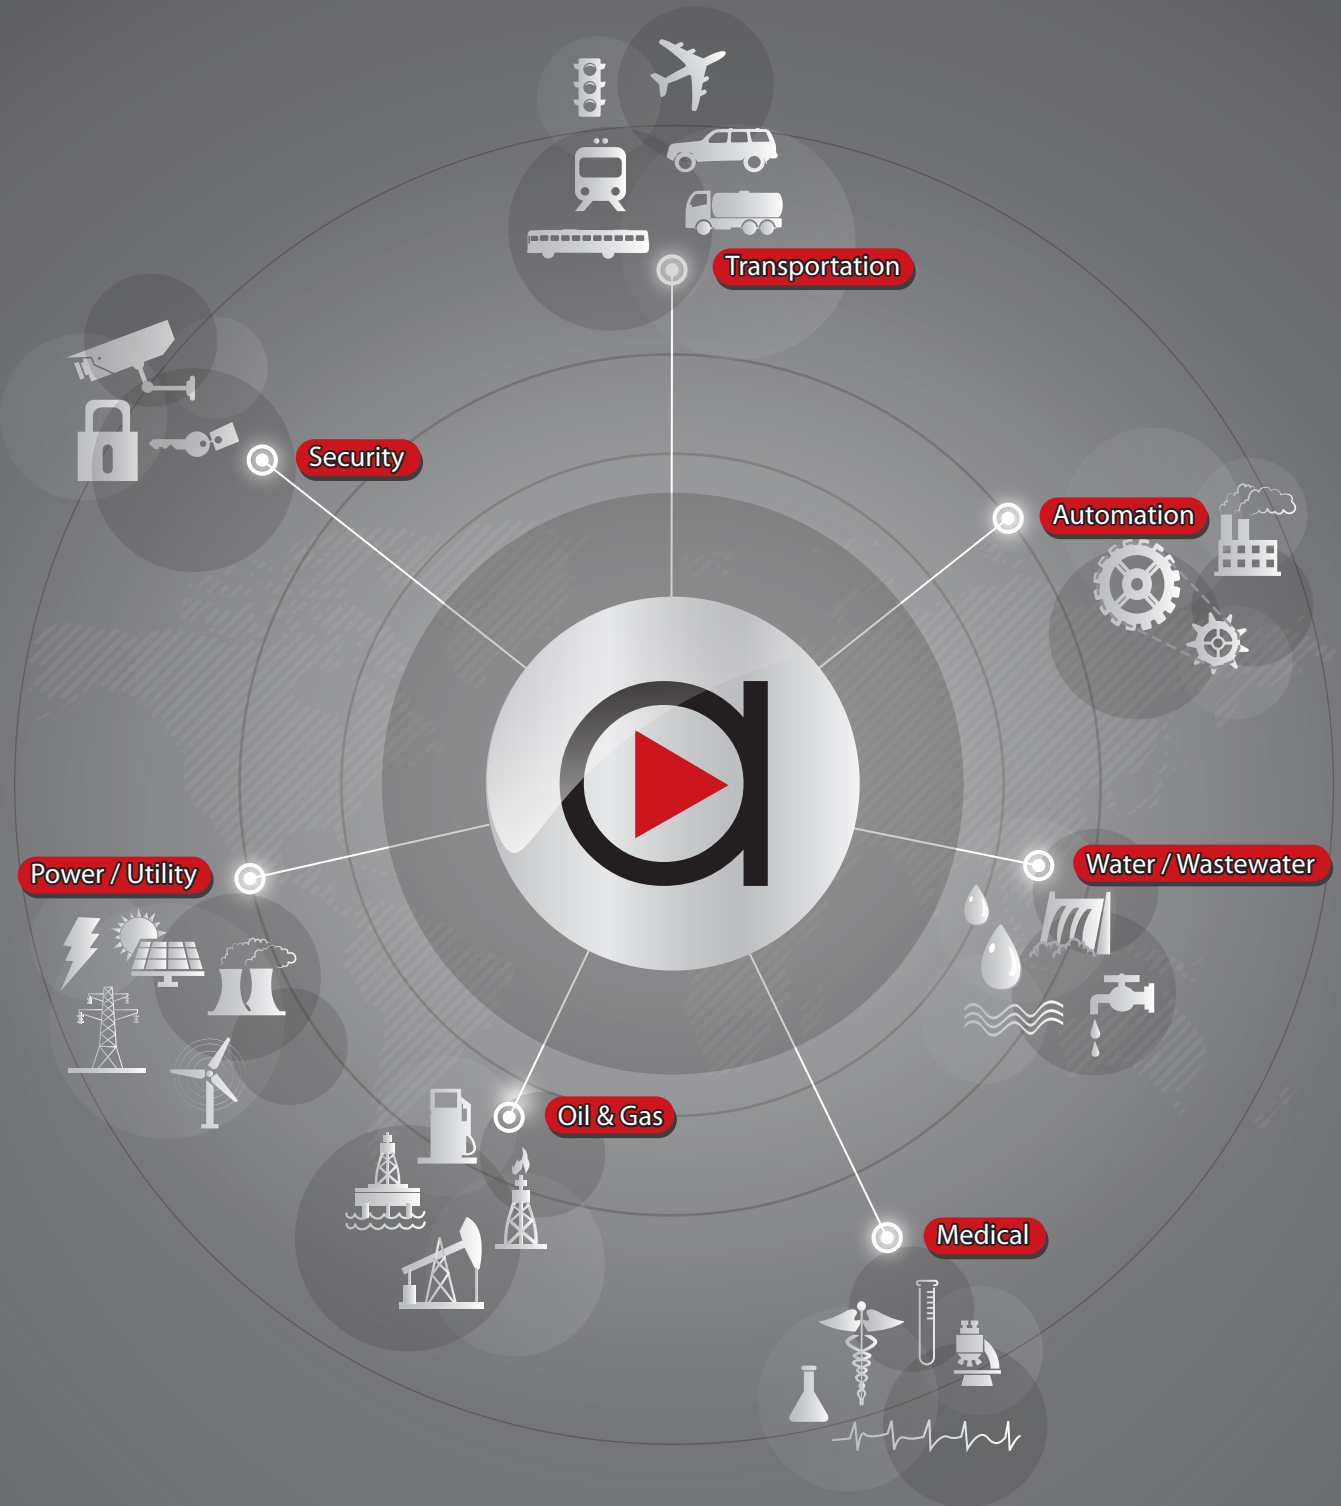 Transportation
Security
Automation
Water / Wastewater
Power / Utility
Oil & Gas
Medical